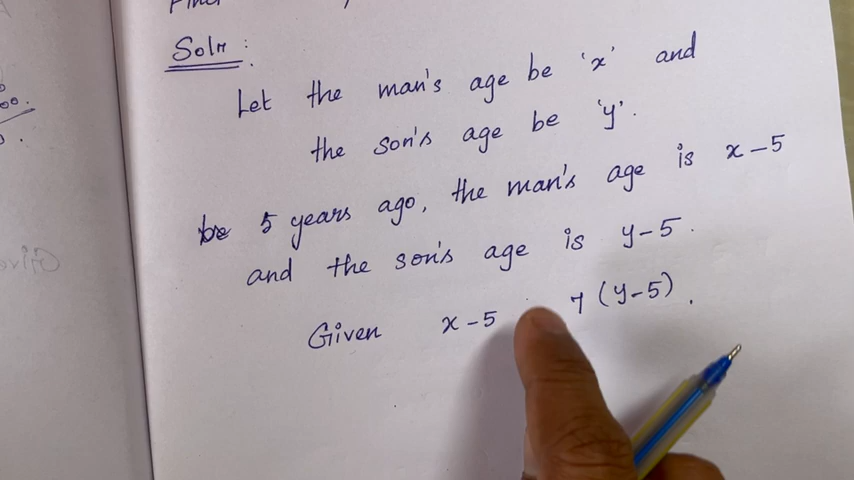 Soln :
Let the man's age be 'x' and
the son's age be 'y'.
be 5 years ago, the man's age is x-5
and the son's age is y-5.
Given x-5 7(y-5).